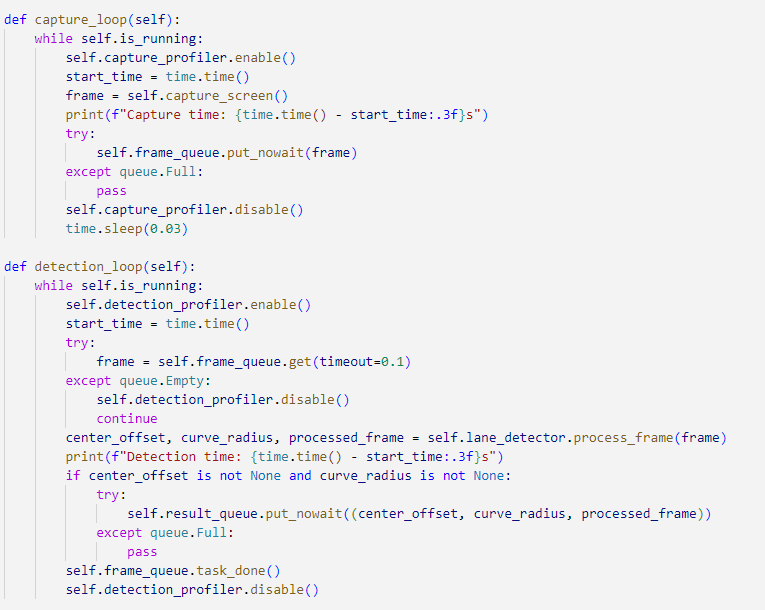 def capture_loop(self):
    while self.is_running:
        self.capture_profiler.enable()
        start_time = time.time()
        frame = self.capture_screen()
        print(f"Capture time: {time.time() - start_time:.3f}s")
        try:
            self.frame_queue.put_nowait(frame)
        except queue.Full:
            pass
        self.capture_profiler.disable()
        time.sleep(0.03)

def detection_loop(self):
    while self.is_running:
        self.detection_profiler.enable()
        start_time = time.time()
        try:
            frame = self.frame_queue.get(timeout=0.1)
        except queue.Empty:
            self.detection_profiler.disable()
            continue
        center_offset, curve_radius, processed_frame = self.lane_detector.process_frame(frame)
        print(f"Detection time: {time.time() - start_time:.3f}s")
        if center_offset is not None and curve_radius is not None:
            try:
                self.result_queue.put_nowait((center_offset, curve_radius, processed_frame))
            except queue.Full:
                pass
        self.frame_queue.task_done()
        self.detection_profiler.disable()